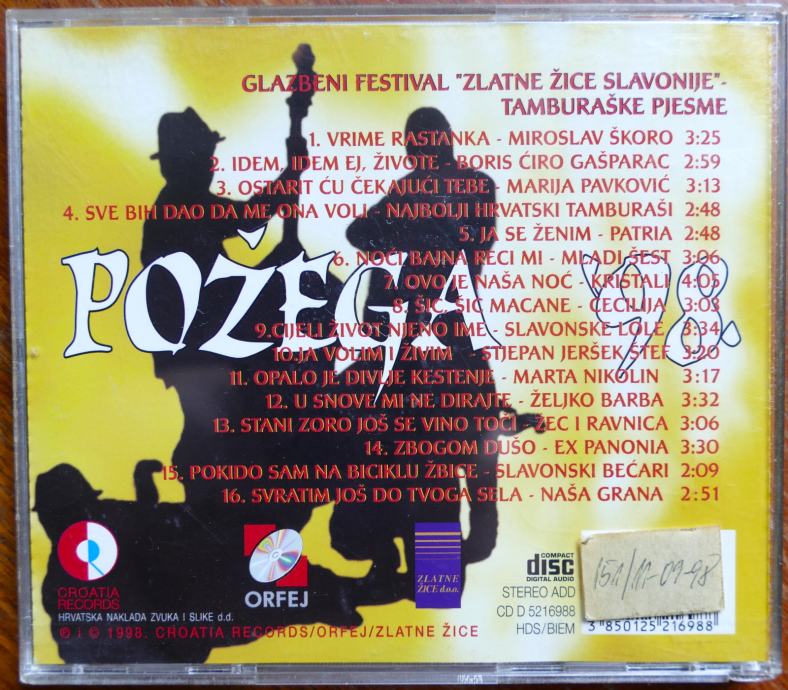 GLAZBENI FESTIVAL "ZLATNE ŽICE SLAVONIJE"-
TAMBURAŠKE PJESME
1. VRIME RASTANKA - MIROSLAV ŠKORO 3:25
2. IDEM, IDEM EJ, ŽIVOTE - BORIS ĆIRO GAŠPARAC 2:59
3. OSTARIT ĆU ČEKAJUĆI TEBE - MARIJA PAVKOVIĆ 3:13
4. SVE BIH DAO DA ME ONA VOLI - NAJBOLJI HRVATSKI TAMBURAŠI 2:48
5. JA SE ŽENIM - PATRIA 2:48
6. NOĆI BAJNA RECI MI - MLADI ŠEST 3:06
7. OVO JE NAŠA NOĆ - KRISTALI 4:05
8. ŠIC, ŠIC MACANE - CECILIJA 3:03
POŽEGA '98.
9.CIJELI ŽIVOT NJENO IME - SLAVONSKE LOLE 3:34
10.JA VOLIM I ŽIVIM - STJEPAN JERŠEK ŠTEF 3:20
11. OPALO JE DIVLJE KESTENJE - MARTA NIKOLIN 3:17
12. U SNOVE MI NE DIRAJTE - ŽELJKO BARBA 3:32
13. STANI ZORO JOŠ SE VINO TOČI - ZEC I RAVNICA 3:06
14. ZBOGOM DUŠO - EX PANONIA 3:30
15. POKIDO SAM NA BICIKLU ŽBICE - SLAVONSKI BEĆARI 2:09
16. SVRATIM JOŠ DO TVOGA SELA - NAŠA GRANA 2:51
CROATIA
RECORDS
HRVATSKA NAKLADA ZVUKA I SLIKE d.d.
ORFEJ
ZLATNE
ŽICE d.o.o.
COMPACT
disc
DIGITAL AUDIO
STEREO ADD
CD D 5216988
HDS/BIEM
151/11-09-98
3 850125 216988
℗ i © 1998. CROATIA RECORDS/ORFEJ/ZLATNE ŽICE